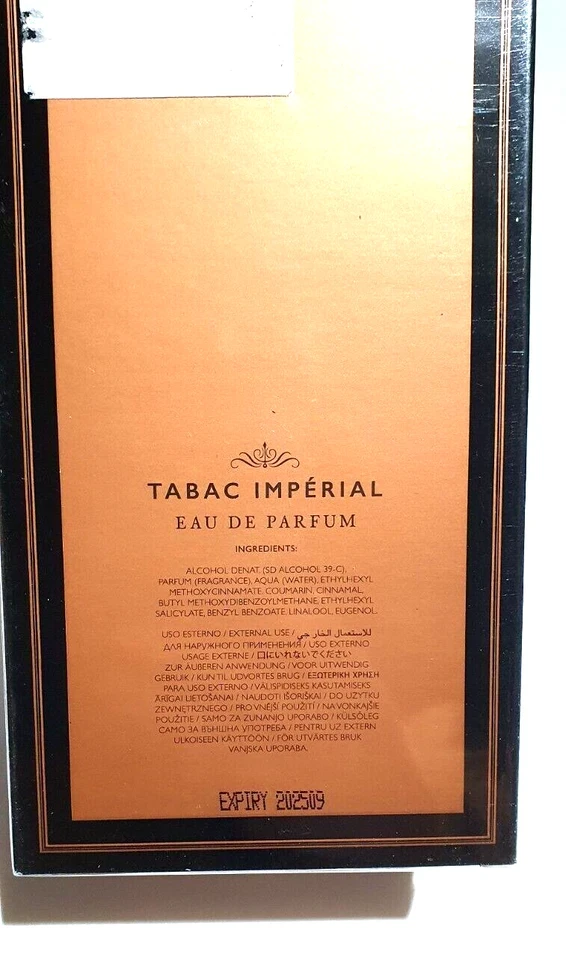 TABAC IMPÉRIAL
EAU DE PARFUM
INGREDIENTS:
ALCOHOL DENAT. (SD ALCOHOL 39-C),
PARFUM (FRAGRANCE), AQUA (WATER), ETHYLHEXYL
METHOXYCINNAMATE, COUMARIN, CINNAMAL,
BUTYL METHOXYDIBENZOYLMETHANE, ETHYLHEXYL
SALICYLATE, BENZYL BENZOATE, LINALOOL, EUGENOL.
USO ESTERNO / EXTERNAL USE / للاستعمال الخار جي
ДЛЯ НАРУЖНОГО ПРИМЕНЕНИЯ / USO EXTERNO
USAGE EXTERNE / 口にいれないでください
ZUR ÄUßEREN ANWENDUNG / VOOR UITWENDIG
GEBRUIK / KUN TIL UDVORTES BRUG / ΕΞΩΤΕΡΙΚΗ ΧΡΗΣΗ
PARA USO EXTERNO / VÄLISPIDISEKS KASUTAMISEKS
ĀRĪGAI LIETOŠANAI / NAUDOTI IŠORIŠKAI / DO UŻYTKU
ZEWNĘTRZNEGO / PRO VNĚJŠÍ POUŽITÍ / NA VONKAJŠIE
POUŽITIE / SAMO ZA ZUNANJO UPORABO / KÜLSŐLEG
САМО ЗА ВЪНШНА УПОТРЕБА / PENTRU UZ EXTERN
ULKOISEEN KÄYTTÖÖN / FÖR UTVÄRTES BRUK
VANJSKA UPORABA.
EXPIRY 202509